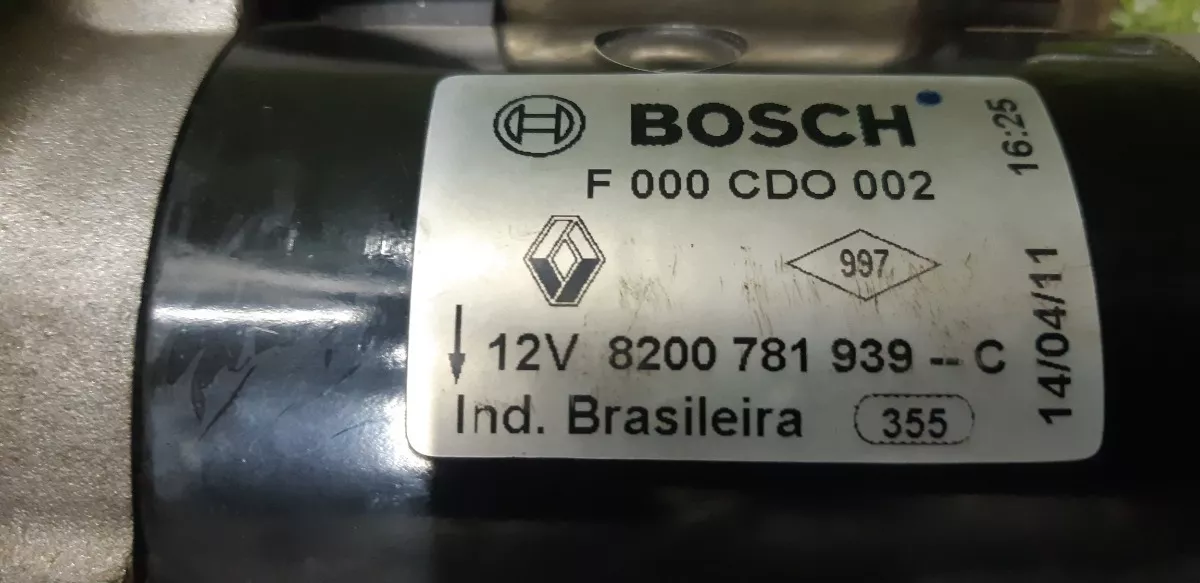 BOSCH
F 000 CDO 002
997
12V 8200 781 939 -- C
Ind. Brasileira 355
14/04/11 16:25